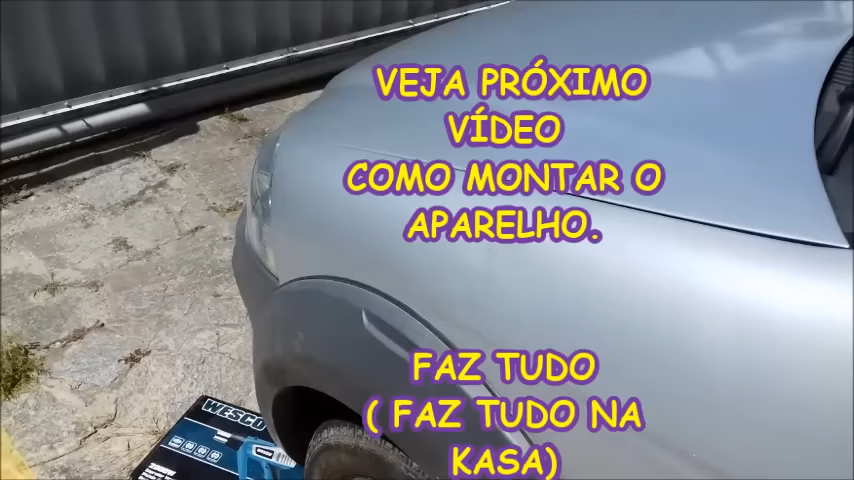 VEJA PRÓXIMO
VÍDEO
COMO MONTAR O
APARELHO.
FAZ TUDO
( FAZ TUDO NA
KASA)
WESCO